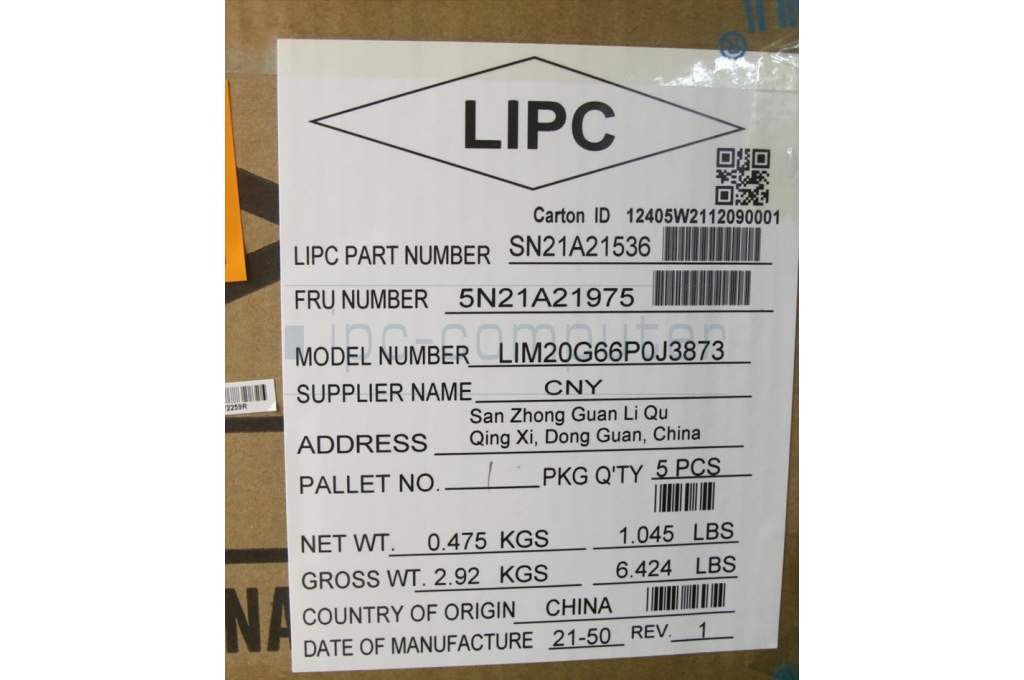 LIPC
Carton ID 12405W2112090001
LIPC PART NUMBER SN21A21536
FRU NUMBER 5N21A21975
ipc-computer
MODEL NUMBER LIM20G66P0J3873
SUPPLIER NAME CNY
San Zhong Guan Li Qu
ADDRESS Qing Xi, Dong Guan, China
PALLET NO. 1 PKG Q'TY 5 PCS
NET WT. 0.475 KGS 1.045 LBS
GROSS WT. 2.92 KGS 6.424 LBS
COUNTRY OF ORIGIN CHINA
DATE OF MANUFACTURE 21-50 REV. 1